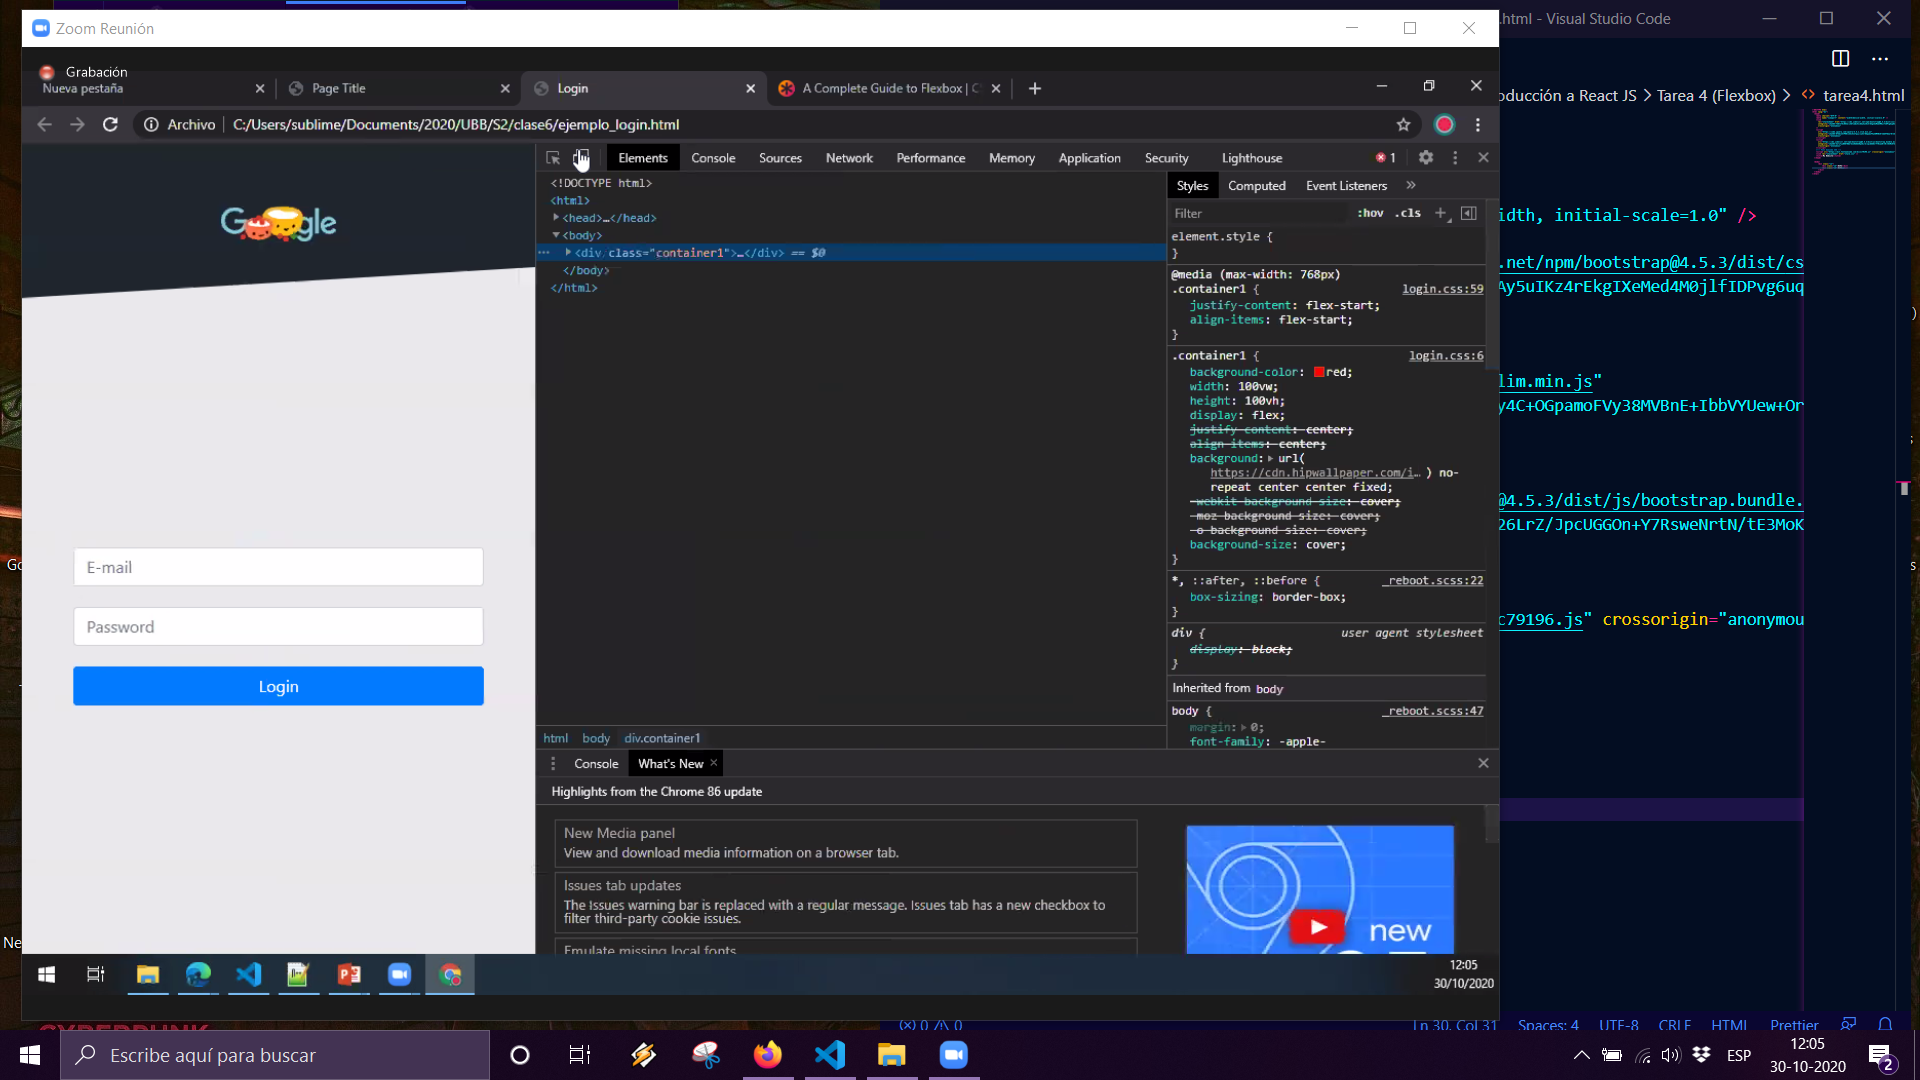 Zoom Reunión
.html - Visual Studio Code
Grabación
Nueva pestaña
Page Title
Login
A Complete Guide to Flexbox | C
Archivo
C:/Users/sublime/Documents/2020/UBB/S2/clase6/ejemplo_login.html
oducción a React JS > Tarea 4 (Flexbox) > tarea4.html
Google
Elements
Console
Sources
Network
Performance
Memory
Application
Security
Lighthouse
1
<!DOCTYPE html>
<html>
<head>…</head>
<body>
<div class="container1">…</div> == $0
</body>
</html>
Styles
Computed
Event Listeners
»
Filter
:hov .cls +
element.style {
}
@media (max-width: 768px)
.container1 {
login.css:59
justify-content: flex-start;
align-items: flex-start;
}
.container1 {
login.css:6
background-color: red;
width: 100vw;
height: 100vh;
display: flex;
justify-content: center;
align-items: center;
background: url(
https://cdn.hipwallpaper.com/i… ) no-
repeat center center fixed;
-webkit-background-size: cover;
-moz-background-size: cover;
-o-background-size: cover;
background-size: cover;
}
*, ::after, ::before {
_reboot.scss:22
box-sizing: border-box;
}
div {
user agent stylesheet
display: block;
}
Inherited from body
body {
_reboot.scss:47
margin: 0;
font-family: -apple-
E-mail
Password
Login
html
body
div.container1
Console
What's New
Highlights from the Chrome 86 update
New Media panel
View and download media information on a browser tab.
Issues tab updates
The Issues warning bar is replaced with a regular message. Issues tab has a new checkbox to
filter third-party cookie issues.
Emulate missing local fonts
new
12:05
30/10/2020
idth, initial-scale=1.0" />
.net/npm/bootstrap@4.5.3/dist/cs
Ay5uIKz4rEkgIXeMed4M0jlfIDPvg6uq
lim.min.js"
y4C+OGpamoFVy38MVBnE+IbbVYUew+Or
@4.5.3/dist/js/bootstrap.bundle.
26LrZ/JpcUGGOn+Y7RsweNrtN/tE3MoK
c79196.js" crossorigin="anonymou
Go
Ne
CYBERPUNK
0
0
Ln 30, Col 31
Spaces: 4
UTF-8
CRLF
HTML
Prettier
Escribe aquí para buscar
ESP
12:05
30-10-2020
2